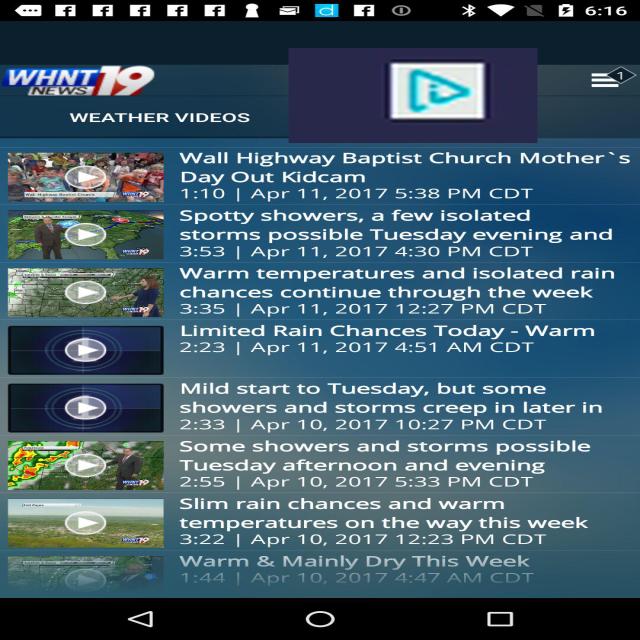 6:16
WHNT 19
NEWS
1
WEATHER VIDEOS
Wall Highway Baptist Church Mother`s
Day Out Kidcam
1:10 | Apr 11, 2017 5:38 PM CDT
Spotty showers, a few isolated
storms possible Tuesday evening and
3:53 | Apr 11, 2017 4:30 PM CDT
Warm temperatures and isolated rain
chances continue through the week
3:35 | Apr 11, 2017 12:27 PM CDT
Limited Rain Chances Today - Warm
2:23 | Apr 11, 2017 4:51 AM CDT
Mild start to Tuesday, but some
showers and storms creep in later in
2:33 | Apr 10, 2017 10:27 PM CDT
Some showers and storms possible
Tuesday afternoon and evening
2:55 | Apr 10, 2017 5:33 PM CDT
Slim rain chances and warm
temperatures on the way this week
3:22 | Apr 10, 2017 12:23 PM CDT
Warm & Mainly Dry This Week
1:44 | Apr 10, 2017 4:47 AM CDT